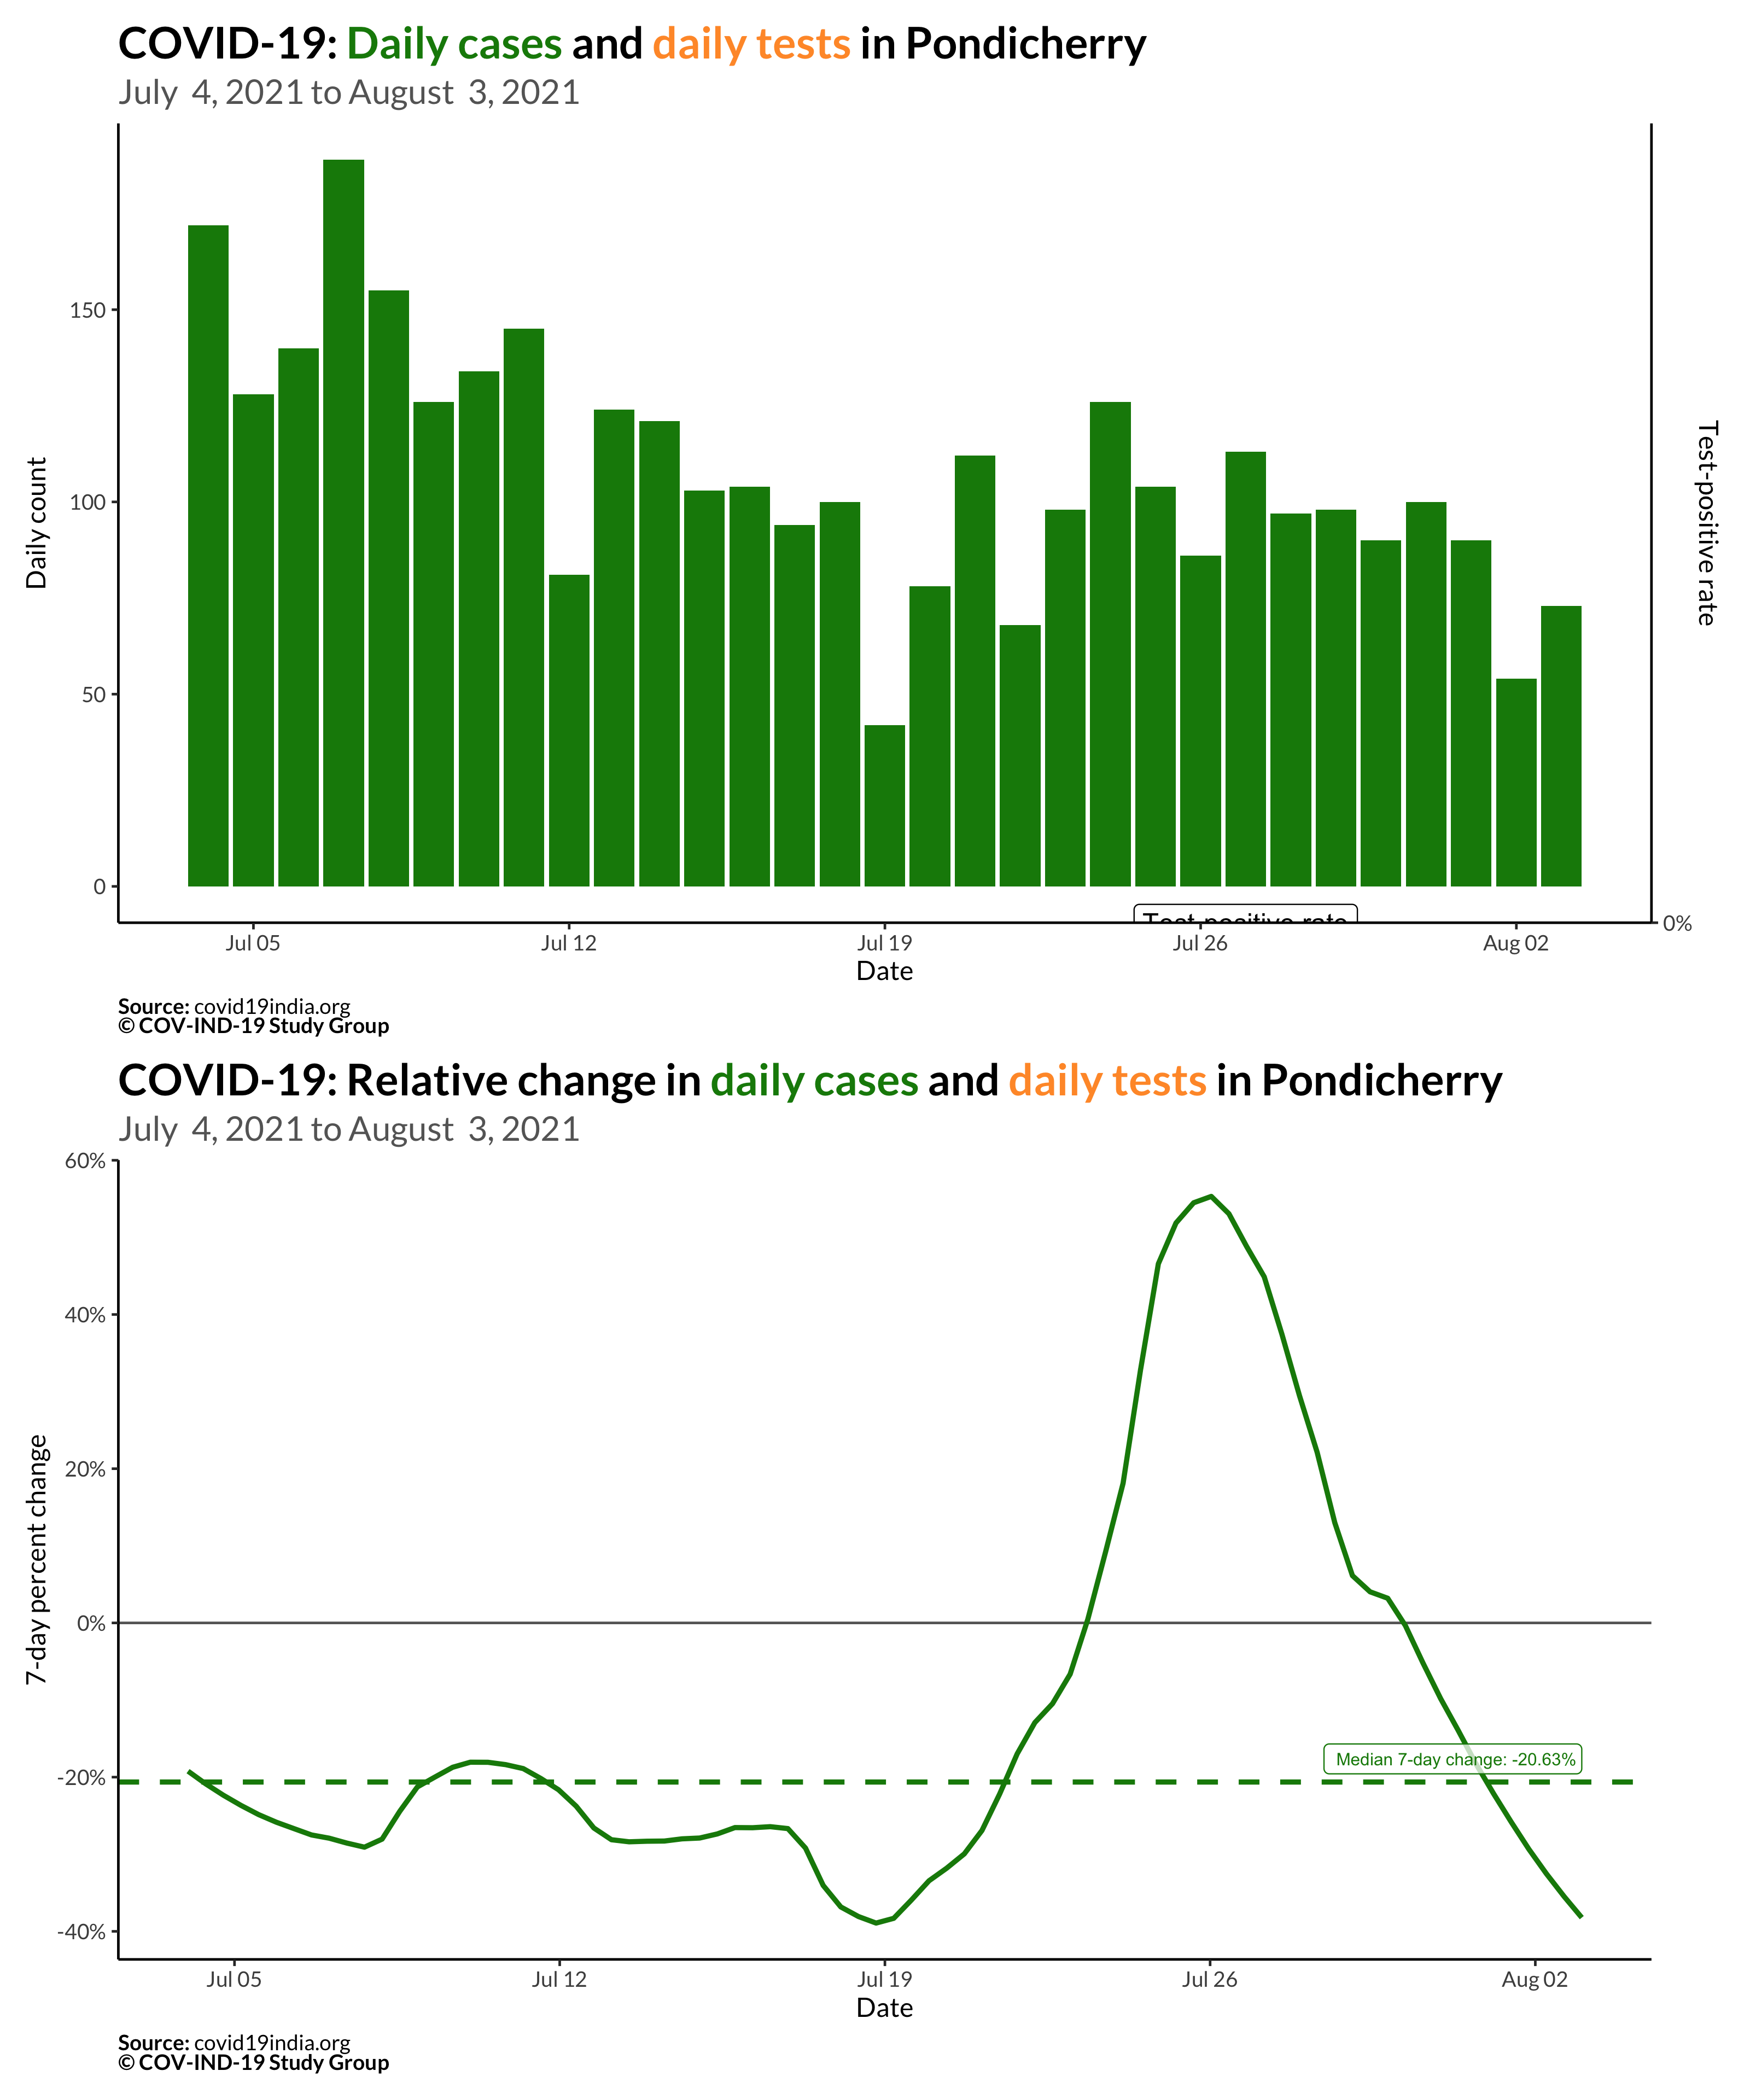 COVID-19: Daily cases and daily tests in Pondicherry
July 4, 2021 to August 3, 2021
150
100
50
0
Daily count
Test-positive rate
Test-positive rate
0%
Jul 05
Jul 12
Jul 19
Jul 26
Aug 02
Date
Source: covid19india.org
© COV-IND-19 Study Group
COVID-19: Relative change in daily cases and daily tests in Pondicherry
July 4, 2021 to August 3, 2021
60%
40%
20%
0%
-20%
-40%
7-day percent change
Median 7-day change: -20.63%
Jul 05
Jul 12
Jul 19
Jul 26
Aug 02
Date
Source: covid19india.org
© COV-IND-19 Study Group